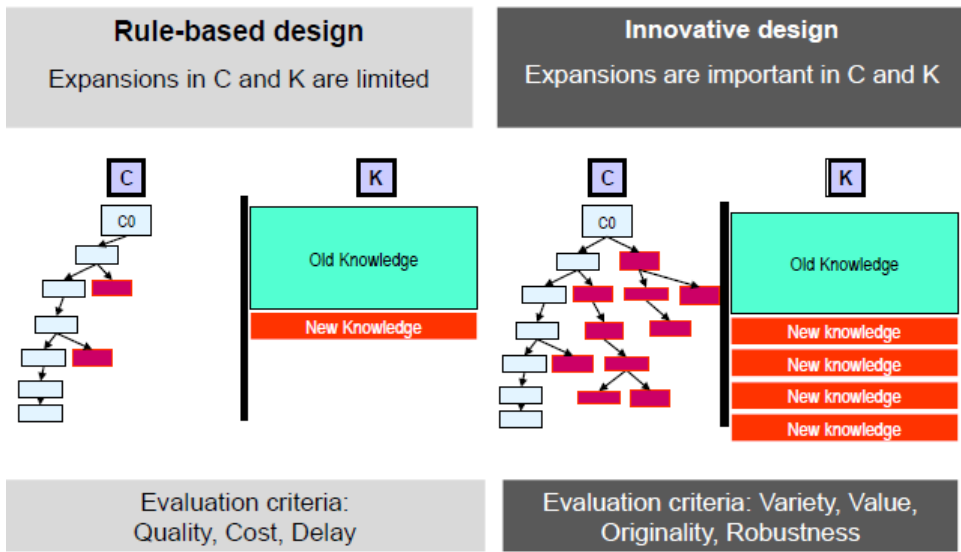 Rule-based design
Expansions in C and K are limited
Innovative design
Expansions are important in C and K
C
K
C0
Old Knowledge
New Knowledge
C
K
C0
Old Knowledge
New knowledge
New knowledge
New knowledge
New knowledge
Evaluation criteria:
Quality, Cost, Delay
Evaluation criteria: Variety, Value,
Originality, Robustness